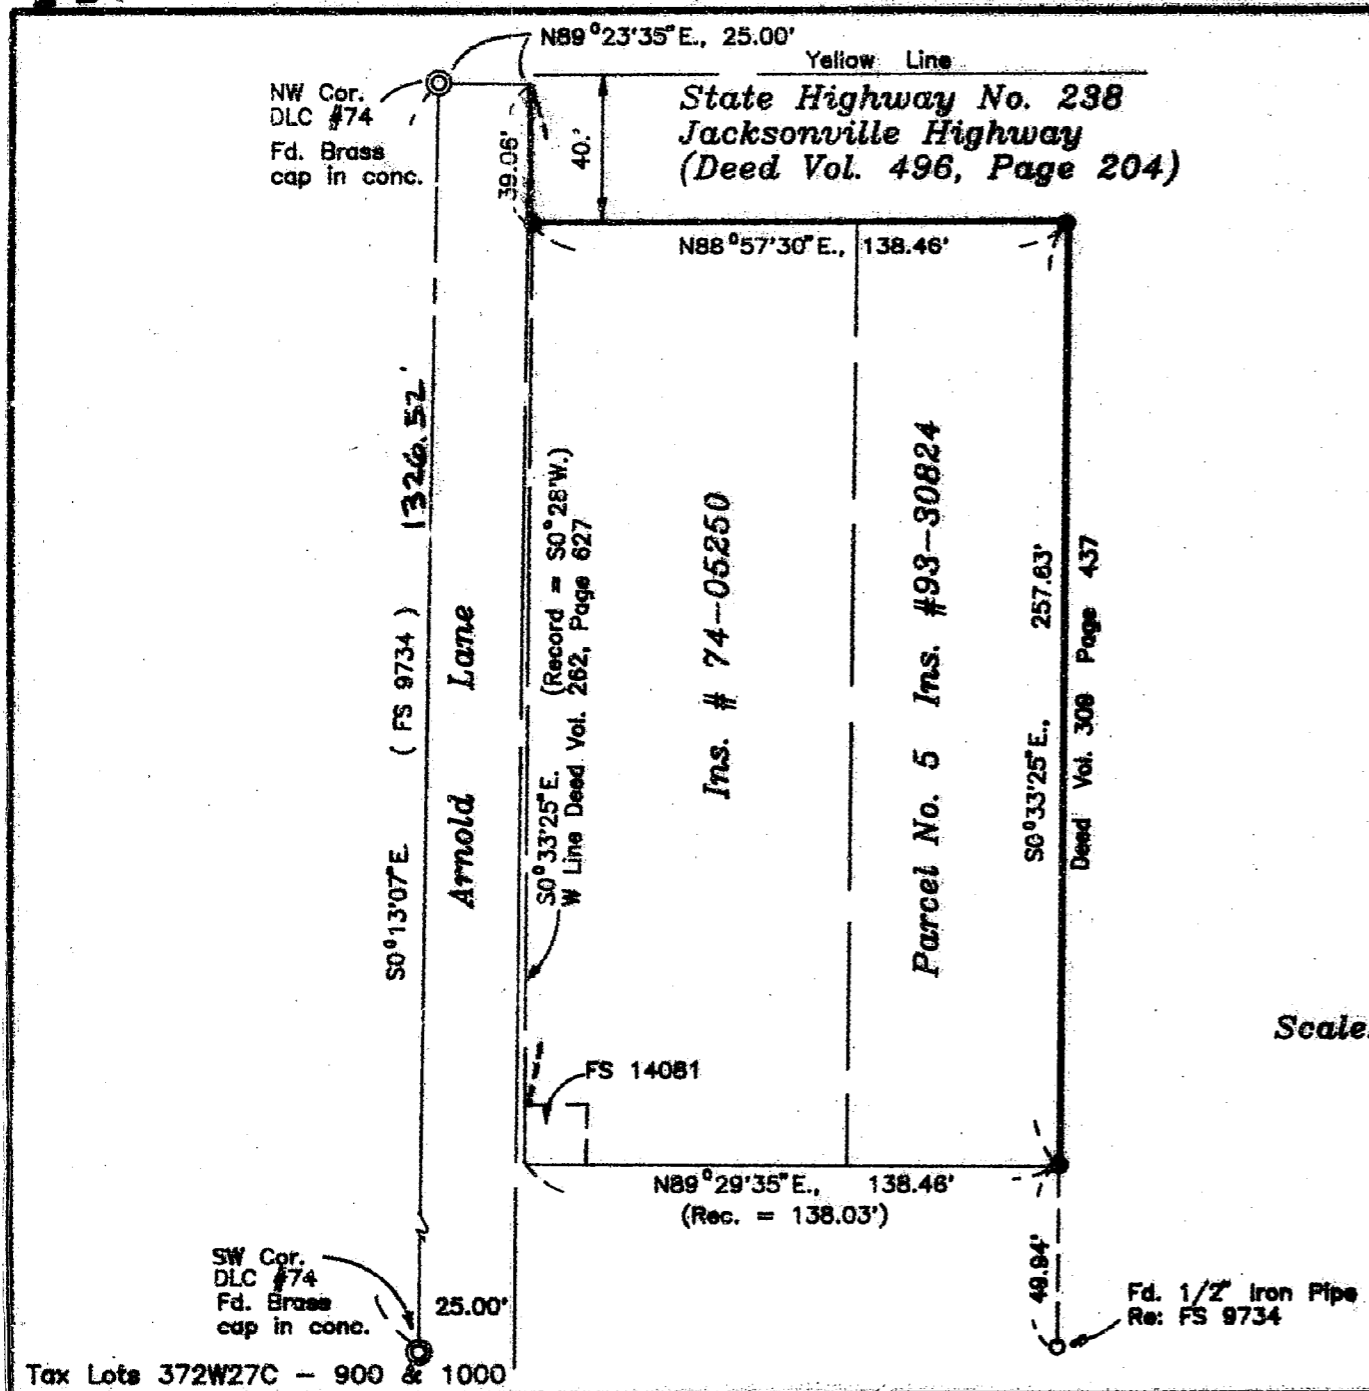 N89°23'35"E., 25.00'
Yellow Line
NW Cor.
DLC #74
Fd. Brass
cap in conc.
State Highway No. 238
Jacksonville Highway
(Deed Vol. 496, Page 204)
39.06'
40.'
N88°57'30"E., 138.46'
1326.52'
(FS 9734)
S0°13'07"E.
Arnold Lane
S0°33'25"E. (Record = S0°28'W.)
W Line Deed Vol. 262, Page 627
Ins. # 74-05250
Parcel No. 5 Ins. #93-30824
S0°33'25"E., 257.63'
Deed Vol. 309 Page 437
Scale
FS 14081
N89°29'35"E., 138.46'
(Rec. = 138.03')
SW Cor.
DLC #74
Fd. Brass
cap in conc.
25.00'
49.94'
Fd. 1/2" Iron Pipe
Re: FS 9734
Tax Lots 372W27C - 900 & 1000